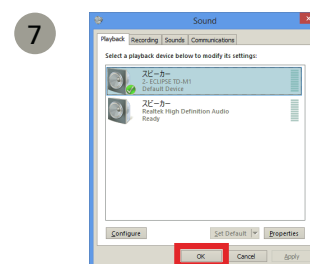 7
Sound
Playback Recording Sounds Communications
Select a playback device below to modify its settings:
スピーカー
2- ECLIPSE TD-M1
Default Device
スピーカー
Realtek High Definition Audio
Ready
Configure Set Default Properties
OK Cancel Apply